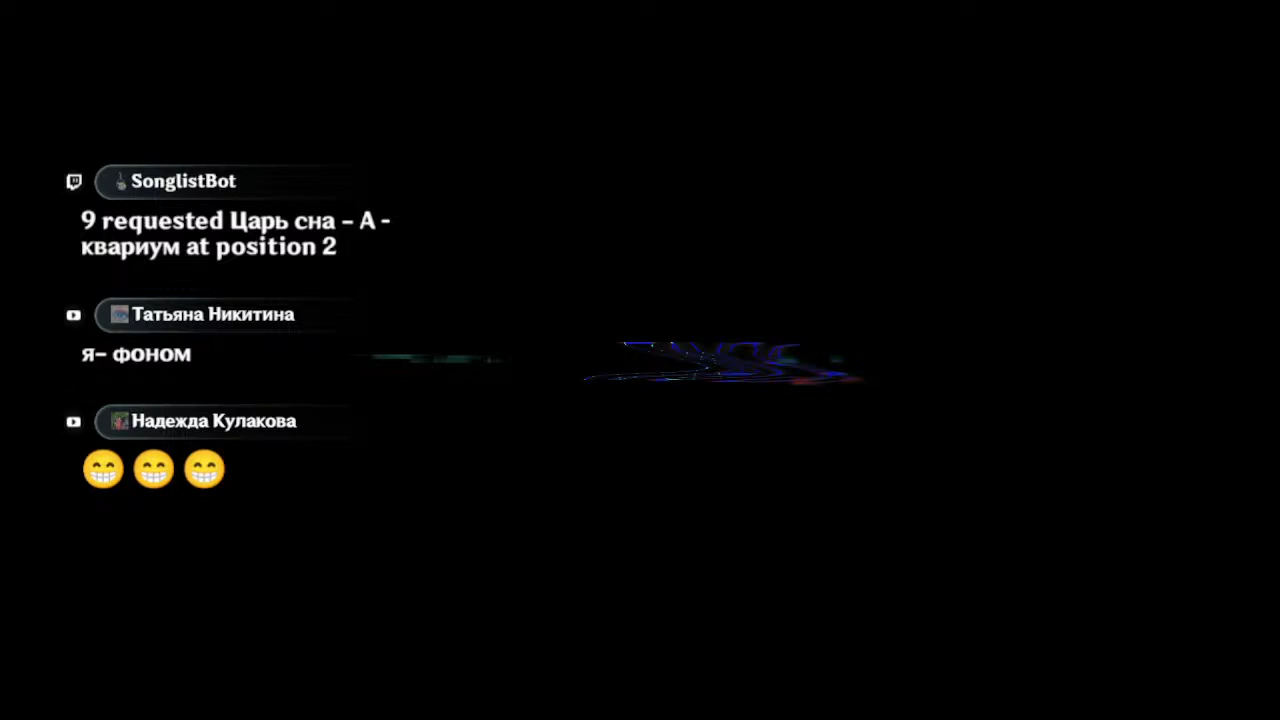 SonglistBot
9 requested Царь сна – А -
квариум at position 2
Татьяна Никитина
я– фоном
Надежда Кулакова
😁 😁 😁